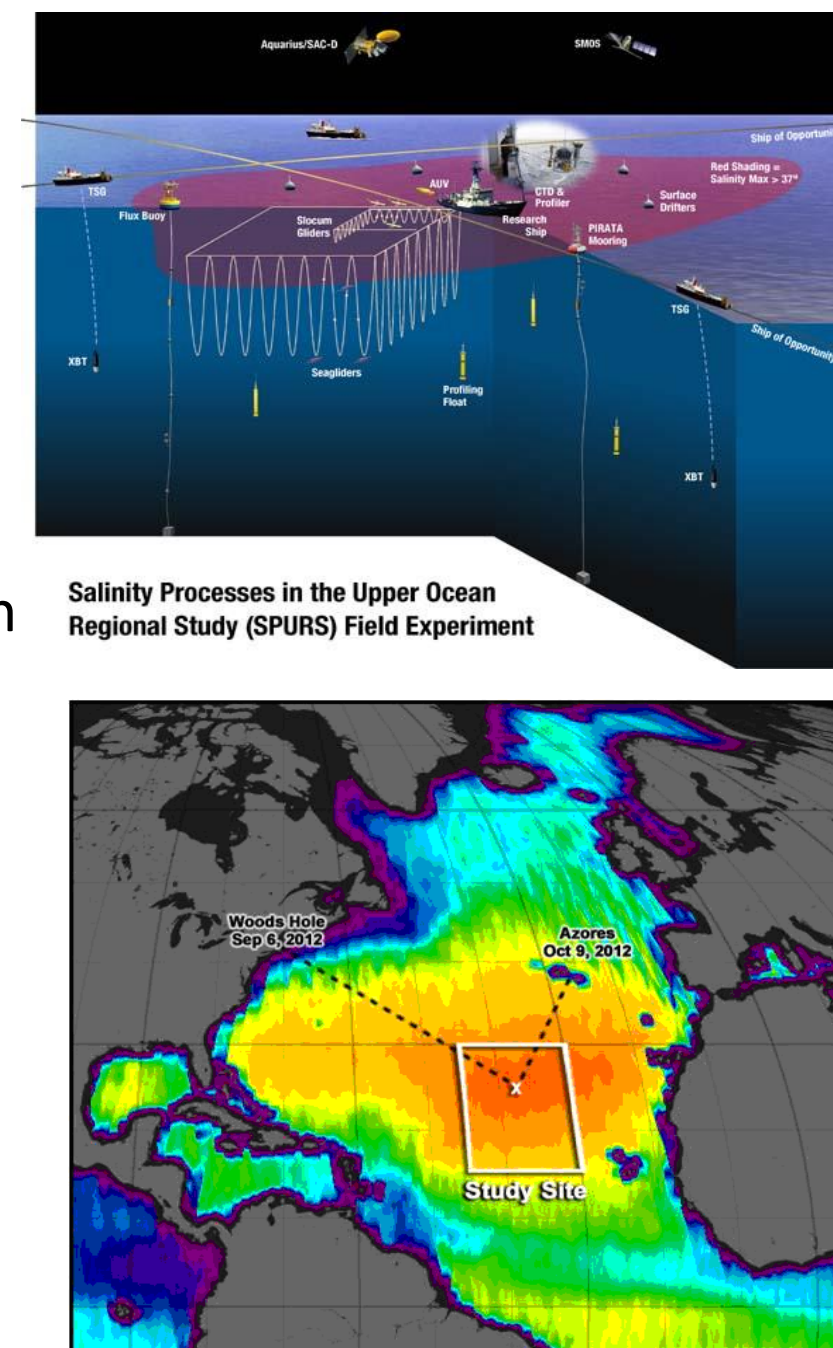 Aquarius/SAC-D
SMOS
Ship of Opportuni
TSG
Flux Buoy
AUV
CTD &
Profiler
Red Shading =
Salinity Max > 37‰
Slocum
Gliders
Research
Ship
Surface
Drifters
PIRATA
Mooring
TSG
Ship of Opportunity
XBT
Seagliders
Profiling
Float
XBT
n
Salinity Processes in the Upper Ocean
Regional Study (SPURS) Field Experiment
Woods Hole
Sep 6, 2012
Azores
Oct 9, 2012
x
Study Site